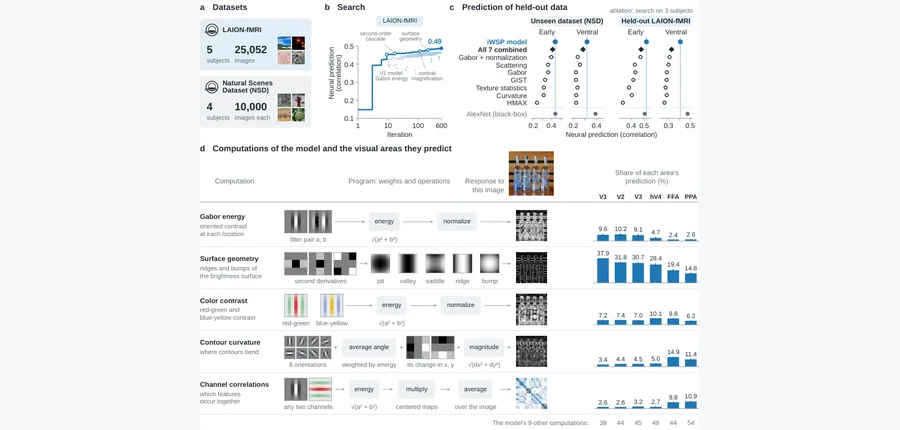 a Datasets
LAION-fMRI
5 25,052
subjects images
Natural Scenes
Dataset (NSD)
4 10,000
subjects images each
b Search
LAION-fMRI
second-order
cascade
surface
geometry
0.49
V1 model:
Gabor energy
cortical
magnification
Neural prediction
(correlation)
0.5
0.4
0.3
0.2
0.1
1 10 100 600
Iteration
c Prediction of held-out data
ablation: search on 3 subjects
Unseen dataset (NSD) Held-out LAION-fMRI
Early Ventral Early Ventral
iWSP model
All 7 combined
Gabor + normalization
Scattering
Gabor
GIST
Texture statistics
Curvature
HMAX
AlexNet (black-box)
0.2 0.4 0.2 0.4 0.4 0.5 0.3 0.5
Neural prediction (correlation)
d Computations of the model and the visual areas they predict
Computation
Program: weights and operations
Response to
this image
Share of each area's
prediction (%)
V1 V2 V3 hV4 FFA PPA
Gabor energy
oriented contrast
at each location
filter pair a, b
energy
√(a² + b²)
normalize
9.6 10.2 9.1 4.7 2.4 2.6
Surface geometry
ridges and bumps of
the brightness surface
second derivatives
pit valley saddle ridge bump
37.9 31.8 30.7 28.4 19.4 14.8
Color contrast
red-green and
blue-yellow contrast
red-green blue-yellow
energy
√(a² + b²)
normalize
7.2 7.4 7.0 10.1 9.8 6.2
Contour curvature
where contours bend
8 orientations
average angle
weighted by energy
its change in x, y
magnitude
√(dx² + dy²)
3.4 4.4 4.5 5.0 14.9 11.4
Channel correlations
which features
occur together
any two channels
energy
√(a² + b²)
multiply
centered maps
average
over the image
2.6 2.6 3.2 2.7 9.8 10.9
The model's 9 other computations. 39 44 45 49 44 54